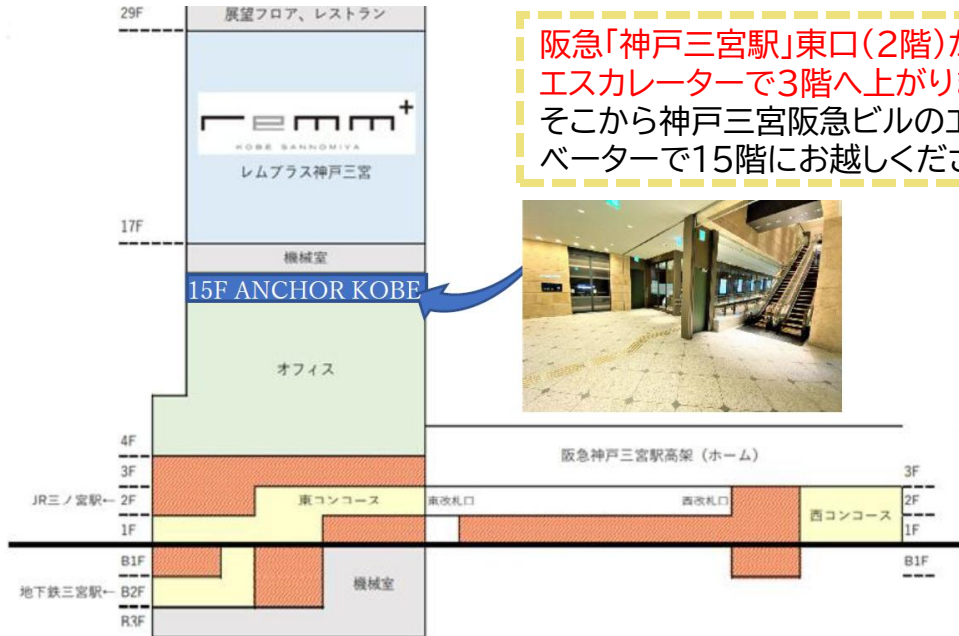 29F
展望フロア、レストラン
remm+
KOBE SANNOMIYA
レムプラス神戸三宮
17F
機械室
15F ANCHOR KOBE
オフィス
4F
3F
JR三ノ宮駅← 2F
1F
東コンコース
B1F
地下鉄三宮駅← B2F
B3F
機械室
阪急「神戸三宮駅」東口(2階)か
エスカレーターで3階へ上がりま
そこから神戸三宮阪急ビルのエ
ベーターで15階にお越しくださ
阪急神戸三宮駅高架（ホーム）
東改札口
西改札口
西コンコース
3F
2F
1F
B1F